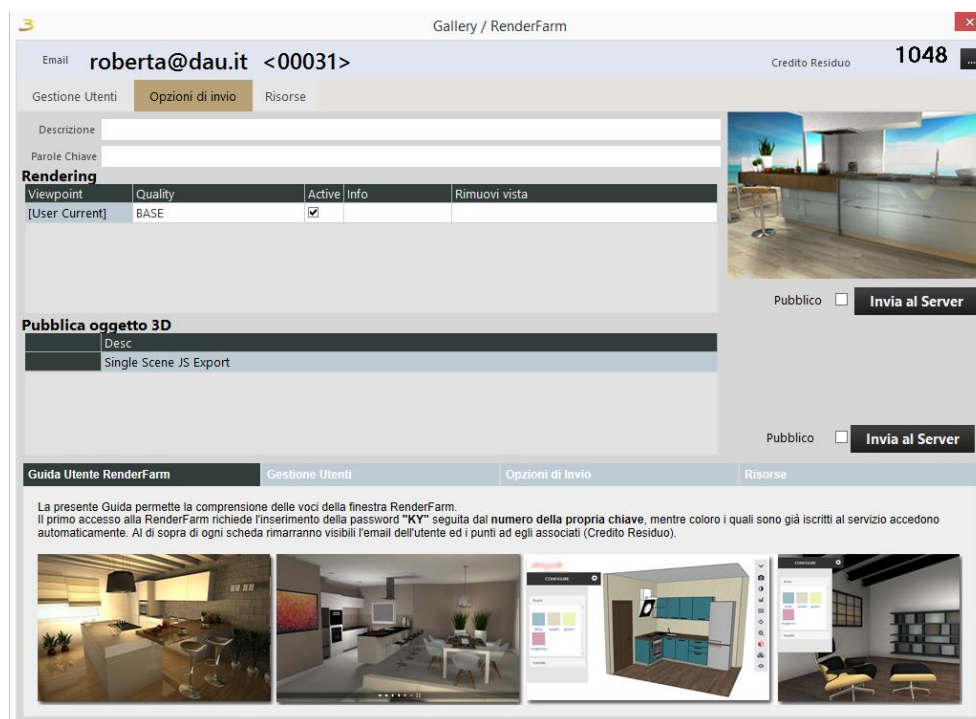 Gallery / RenderFarm
Email roberta@dau.it <00031> Credito Residuo 1048 ...
Gestione Utenti Opzioni di invio Risorse
Descrizione
Parole Chiave
Rendering
Viewpoint Quality Active Info Rimuovi vista
[User Current] BASE
Pubblico Invia al Server
Pubblica oggetto 3D
Desc
Single Scene JS Export
Pubblico Invia al Server
Guida Utente RenderFarm Gestione Utenti Opzioni di Invio Risorse
La presente Guida permette la comprensione delle voci della finestra RenderFarm.
Il primo accesso alla RenderFarm richiede l'inserimento della password "KY" seguita dal numero della propria chiave, mentre coloro i quali sono già iscritti al servizio accedono
automaticamente. Al di sopra di ogni scheda rimarranno visibili l'email dell'utente ed i punti ad egli associati (Credito Residuo).
CONFIGURE
CONFIGURE